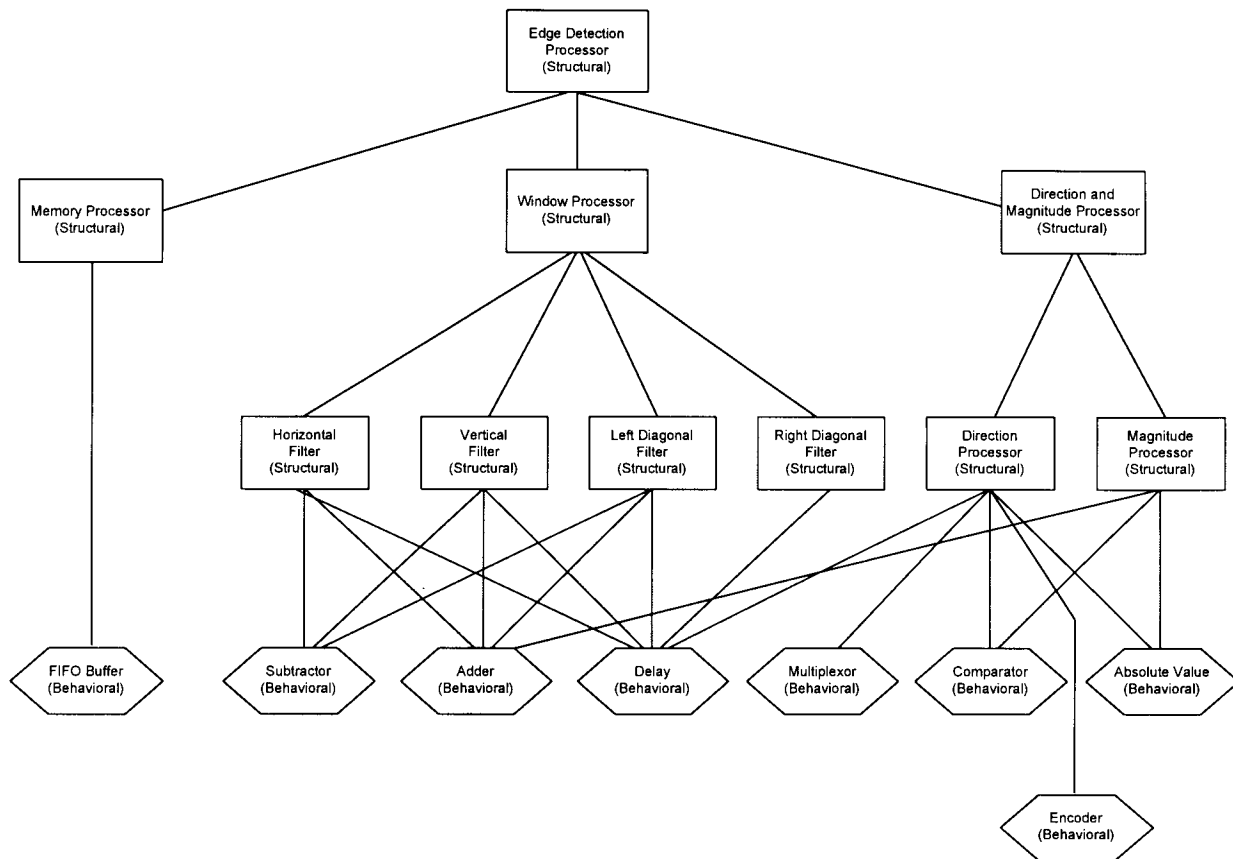 Edge Detection
Processor
(Structural)
Memory Processor
(Structural)
Window Processor
(Structural)
Direction and
Magnitude Processor
(Structural)
Horizontal
Filter
(Structural)
Vertical
Filter
(Structural)
Left Diagonal
Filter
(Structural)
Right Diagonal
Filter
(Structural)
Direction
Processor
(Structural)
Magnitude
Processor
(Structural)
FIFO Buffer
(Behavioral)
Subtractor
(Behavioral)
Adder
(Behavioral)
Delay
(Behavioral)
Multiplexor
(Behavioral)
Comparator
(Behavioral)
Absolute Value
(Behavioral)
Encoder
(Behavioral)